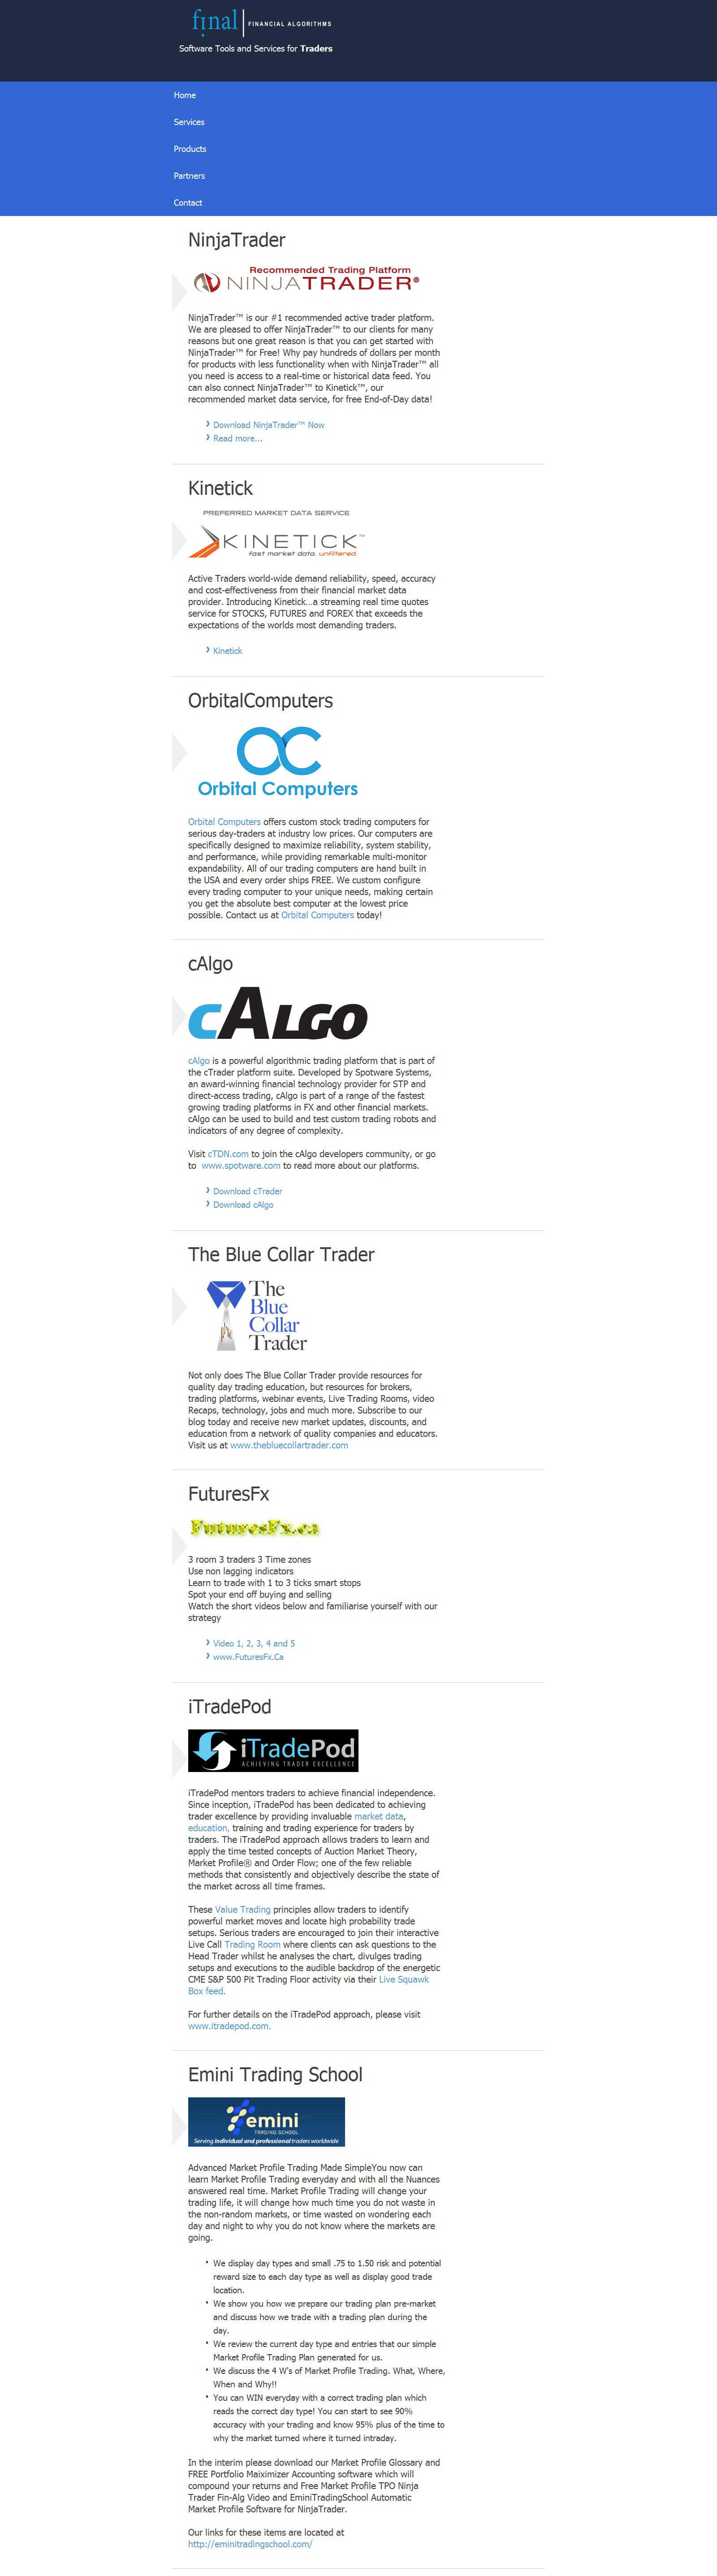 final FINANCIAL ALGORITHMS
Software Tools and Services for Traders
Home
Services
Products
Partners
Contact
NinjaTrader
Recommended Trading Platform
NINJATRADER®
NinjaTrader™ is our #1 recommended active trader platform.
We are pleased to offer NinjaTrader™ to our clients for many
reasons but one great reason is that you can get started with
NinjaTrader™ for Free! Why pay hundreds of dollars per month
for products with less functionality when with NinjaTrader™ all
you need is access to a real-time or historical data feed. You
can also connect NinjaTrader™ to Kinetick™, our
recommended market data service, for free End-of-Day data!
Download NinjaTrader™ Now
Read more...
Kinetick
PREFERRED MARKET DATA SERVICE
KINETICK™
fast market data. unfiltered.
Active Traders world-wide demand reliability, speed, accuracy
and cost-effectiveness from their financial market data
provider. Introducing Kinetick…a streaming real time quotes
service for STOCKS, FUTURES and FOREX that exceeds the
expectations of the worlds most demanding traders.
Kinetick
OrbitalComputers
OC
Orbital Computers
Orbital Computers offers custom stock trading computers for
serious day-traders at industry low prices. Our computers are
specifically designed to maximize reliability, system stability,
and performance, while providing remarkable multi-monitor
expandability. All of our trading computers are hand built in
the USA and every order ships FREE. We custom configure
every trading computer to your unique needs, making certain
you get the absolute best computer at the lowest price
possible. Contact us at Orbital Computers today!
cAlgo
cALGO
cAlgo is a powerful algorithmic trading platform that is part of
the cTrader platform suite. Developed by Spotware Systems,
an award-winning financial technology provider for STP and
direct-access trading, cAlgo is part of a range of the fastest
growing trading platforms in FX and other financial markets.
cAlgo can be used to build and test custom trading robots and
indicators of any degree of complexity.
Visit cTDN.com to join the cAlgo developers community, or go
to www.spotware.com to read more about our platforms.
Download cTrader
Download cAlgo
The Blue Collar Trader
The
Blue
Collar
Trader
Not only does The Blue Collar Trader provide resources for
quality day trading education, but resources for brokers,
trading platforms, webinar events, Live Trading Rooms, video
Recaps, technology, jobs and much more. Subscribe to our
blog today and receive new market updates, discounts, and
education from a network of quality companies and educators.
Visit us at www.thebluecollartrader.com
FuturesFx
FuturesFx.ca
3 room 3 traders 3 Time zones
Use non lagging indicators
Learn to trade with 1 to 3 ticks smart stops
Spot your end off buying and selling
Watch the short videos below and familiarise yourself with our
strategy
Video 1, 2, 3, 4 and 5
www.FuturesFx.Ca
iTradePod
iTradePod
ACHIEVING TRADER EXCELLENCE
iTradePod mentors traders to achieve financial independence.
Since inception, iTradePod has been dedicated to achieving
trader excellence by providing invaluable market data,
education, training and trading experience for traders by
traders. The iTradePod approach allows traders to learn and
apply the time tested concepts of Auction Market Theory,
Market Profile® and Order Flow; one of the few reliable
methods that consistently and objectively describe the state of
the market across all time frames.
These Value Trading principles allow traders to identify
powerful market moves and locate high probability trade
setups. Serious traders are encouraged to join their interactive
Live Call Trading Room where clients can ask questions to the
Head Trader whilst he analyses the chart, divulges trading
setups and executions to the audible backdrop of the energetic
CME S&P 500 Pit Trading Floor activity via their Live Squawk
Box feed.
For further details on the iTradePod approach, please visit
www.itradepod.com.
Emini Trading School
emini
TRADING SCHOOL
Serving individual and professional traders worldwide
Advanced Market Profile Trading Made SimpleYou now can
learn Market Profile Trading everyday and with all the Nuances
answered real time. Market Profile Trading will change your
trading life, it will change how much time you do not waste in
the non-random markets, or time wasted on wondering each
day and night to why you do not know where the markets are
going.
• We display day types and small .75 to 1.50 risk and potential
reward size to each day type as well as display good trade
location.
• We show you how we prepare our trading plan pre-market
and discuss how we trade with a trading plan during the
day.
• We review the current day type and entries that our simple
Market Profile Trading Plan generated for us.
• We discuss the 4 W's of Market Profile Trading. What, Where,
When and Why!!
• You can WIN everyday with a correct trading plan which
reads the correct day type! You can start to see 90%
accuracy with your trading and know 95% plus of the time to
why the market turned where it turned intraday.
In the interim please download our Market Profile Glossary and
FREE Portfolio Maiximizer Accounting software which will
compound your returns and Free Market Profile TPO Ninja
Trader Fin-Alg Video and EminiTradingSchool Automatic
Market Profile Software for NinjaTrader.
Our links for these items are located at
http://eminitradingschool.com/